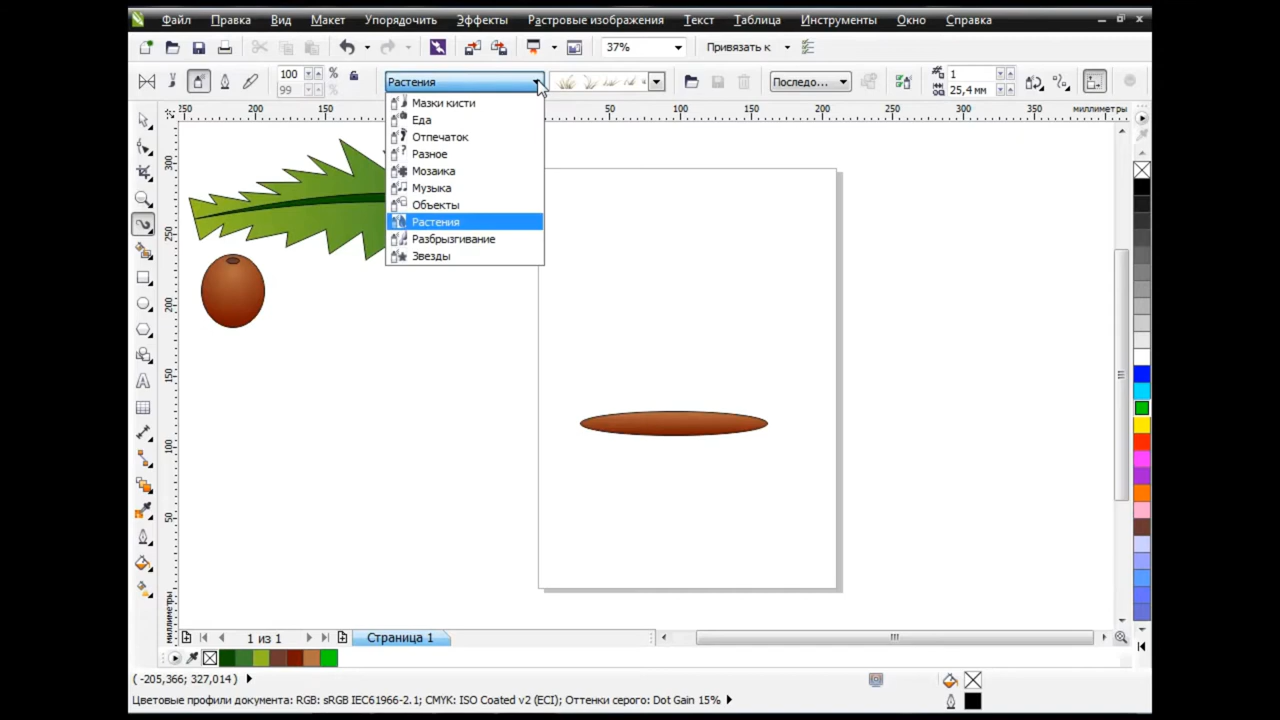 Файл Правка Вид Макет Упорядочить Эффекты Растровые изображения Текст Таблица Инструменты Окно Справка
37% Привязать к
100 % Растения Последо... 1
99 % 25,4 мм
250 200 150 50 100 150 200 250 300 350 миллиметры
Мазки кисти
Еда
Отпечаток
Разное
Мозаика
Музыка
Объекты
Растения
Разбрызгивание
Звезды
300
250
200
150
100
50
миллиметры
1 из 1 Страница 1
( -205,366; 327,014 )
Цветовые профили документа: RGB: sRGB IEC61966-2.1; CMYK: ISO Coated v2 (ECI); Оттенки серого: Dot Gain 15%